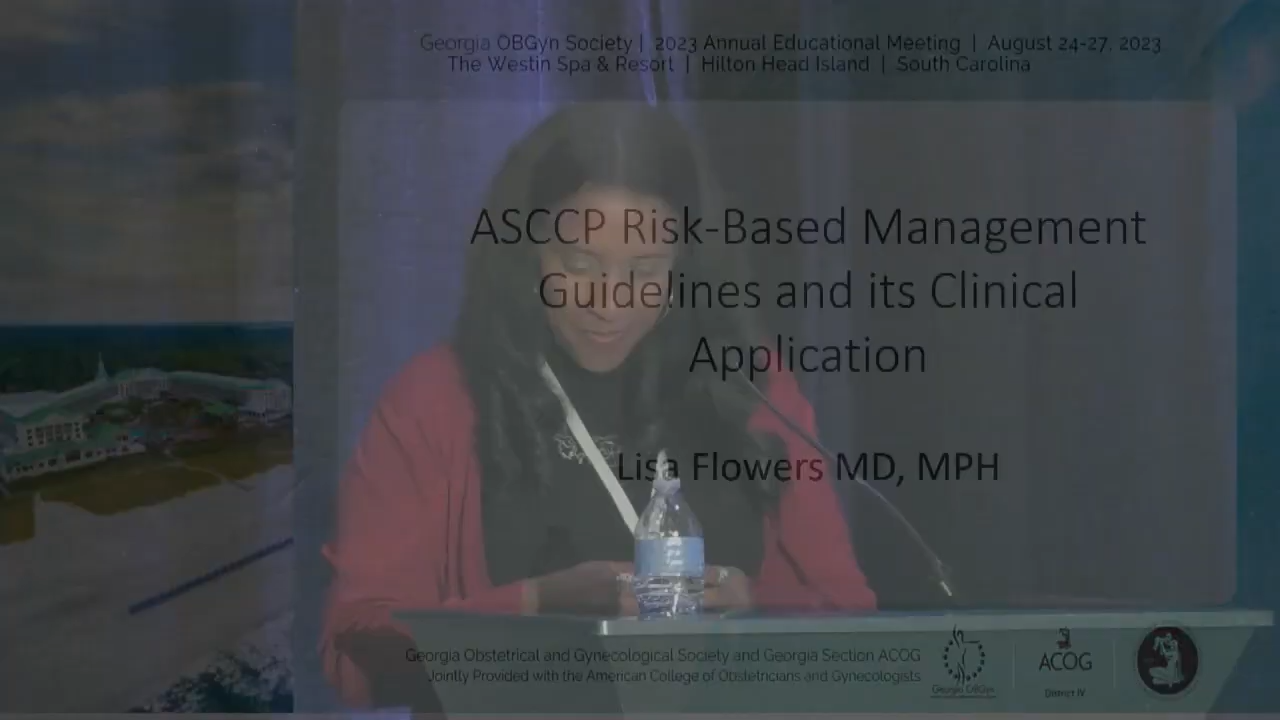 Georgia OBGyn Society | 2023 Annual Educational Meeting | August 24-27, 2023
The Westin Spa & Resort | Hilton Head Island | South Carolina
ASCCP Risk-Based Management
Guidelines and its Clinical
Application
Lisa Flowers MD, MPH
Georgia Obstetrical and Gynecological Society and Georgia Section ACOG
Jointly Provided with the American College of Obstetricians and Gynecologists
Georgia OBGyn
ACOG
District IV